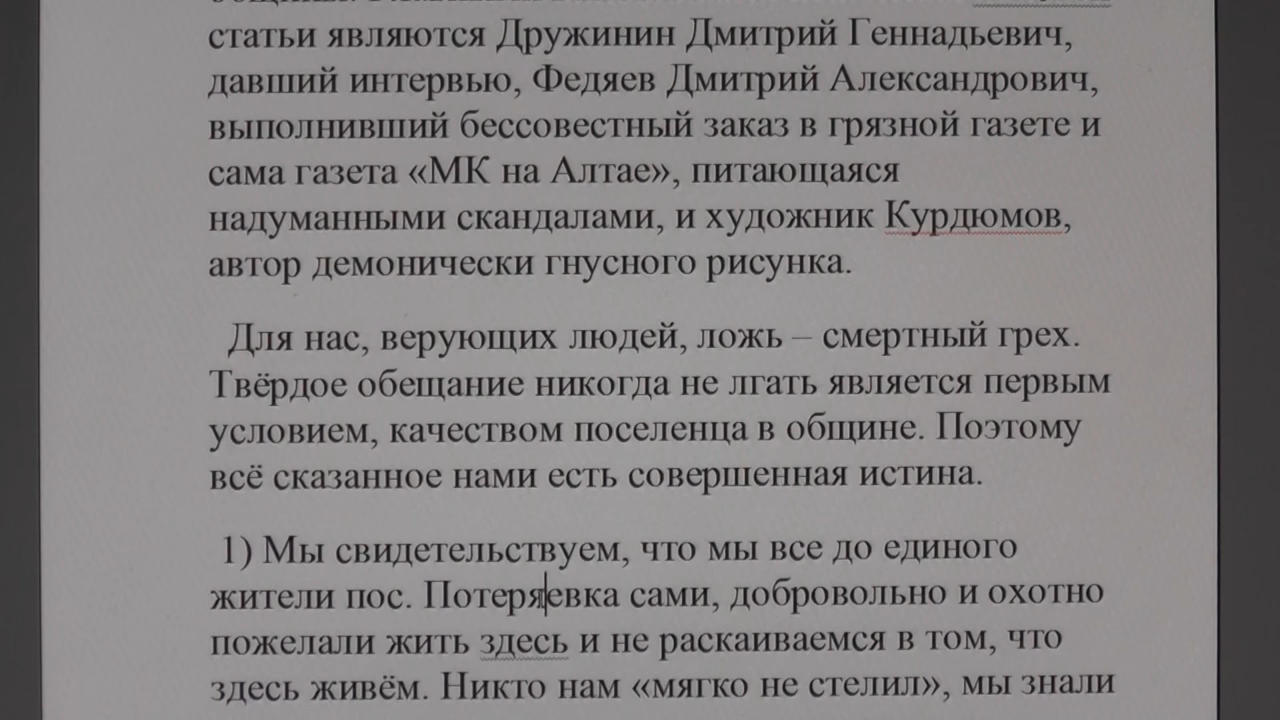 статьи являются Дружинин Дмитрий Геннадьевич,
давший интервью, Федяев Дмитрий Александрович,
выполнивший бессовестный заказ в грязной газете и
сама газета «МК на Алтае», питающаяся
надуманными скандалами, и художник Курдюмов,
автор демонически гнусного рисунка.
Для нас, верующих людей, ложь – смертный грех.
Твёрдое обещание никогда не лгать является первым
условием, качеством поселенца в общине. Поэтому
всё сказанное нами есть совершенная истина.
1) Мы свидетельствуем, что мы все до единого
жители пос. Потеряевка сами, добровольно и охотно
пожелали жить здесь и не раскаиваемся в том, что
здесь живём. Никто нам «мягко не стелил», мы знали